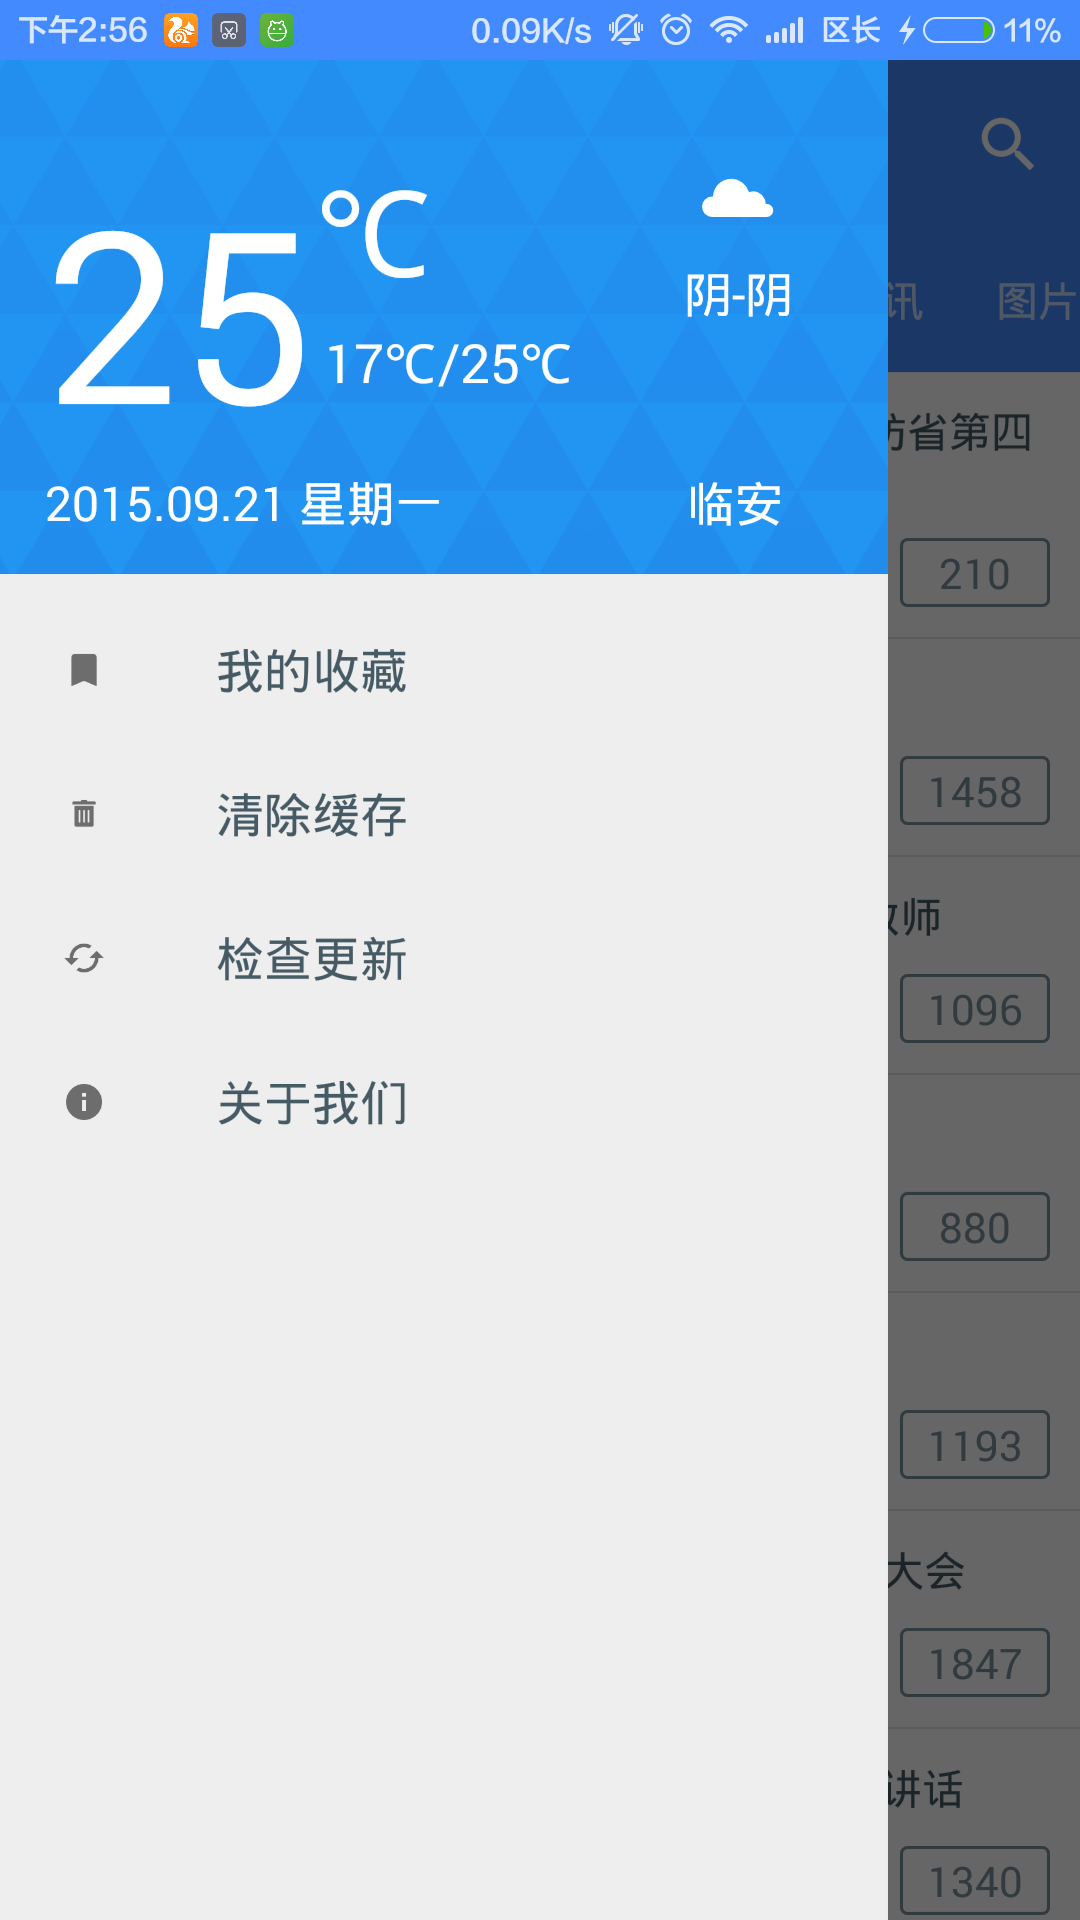 下午2:56 0.09K/s 区长 11%
25℃
17℃/25℃
阴-阴
2015.09.21 星期一 临安
讯 图片
我的收藏
清除缓存
检查更新
关于我们
省第四
210
1458
师
1096
880
1193
大会
1847
讲话
1340